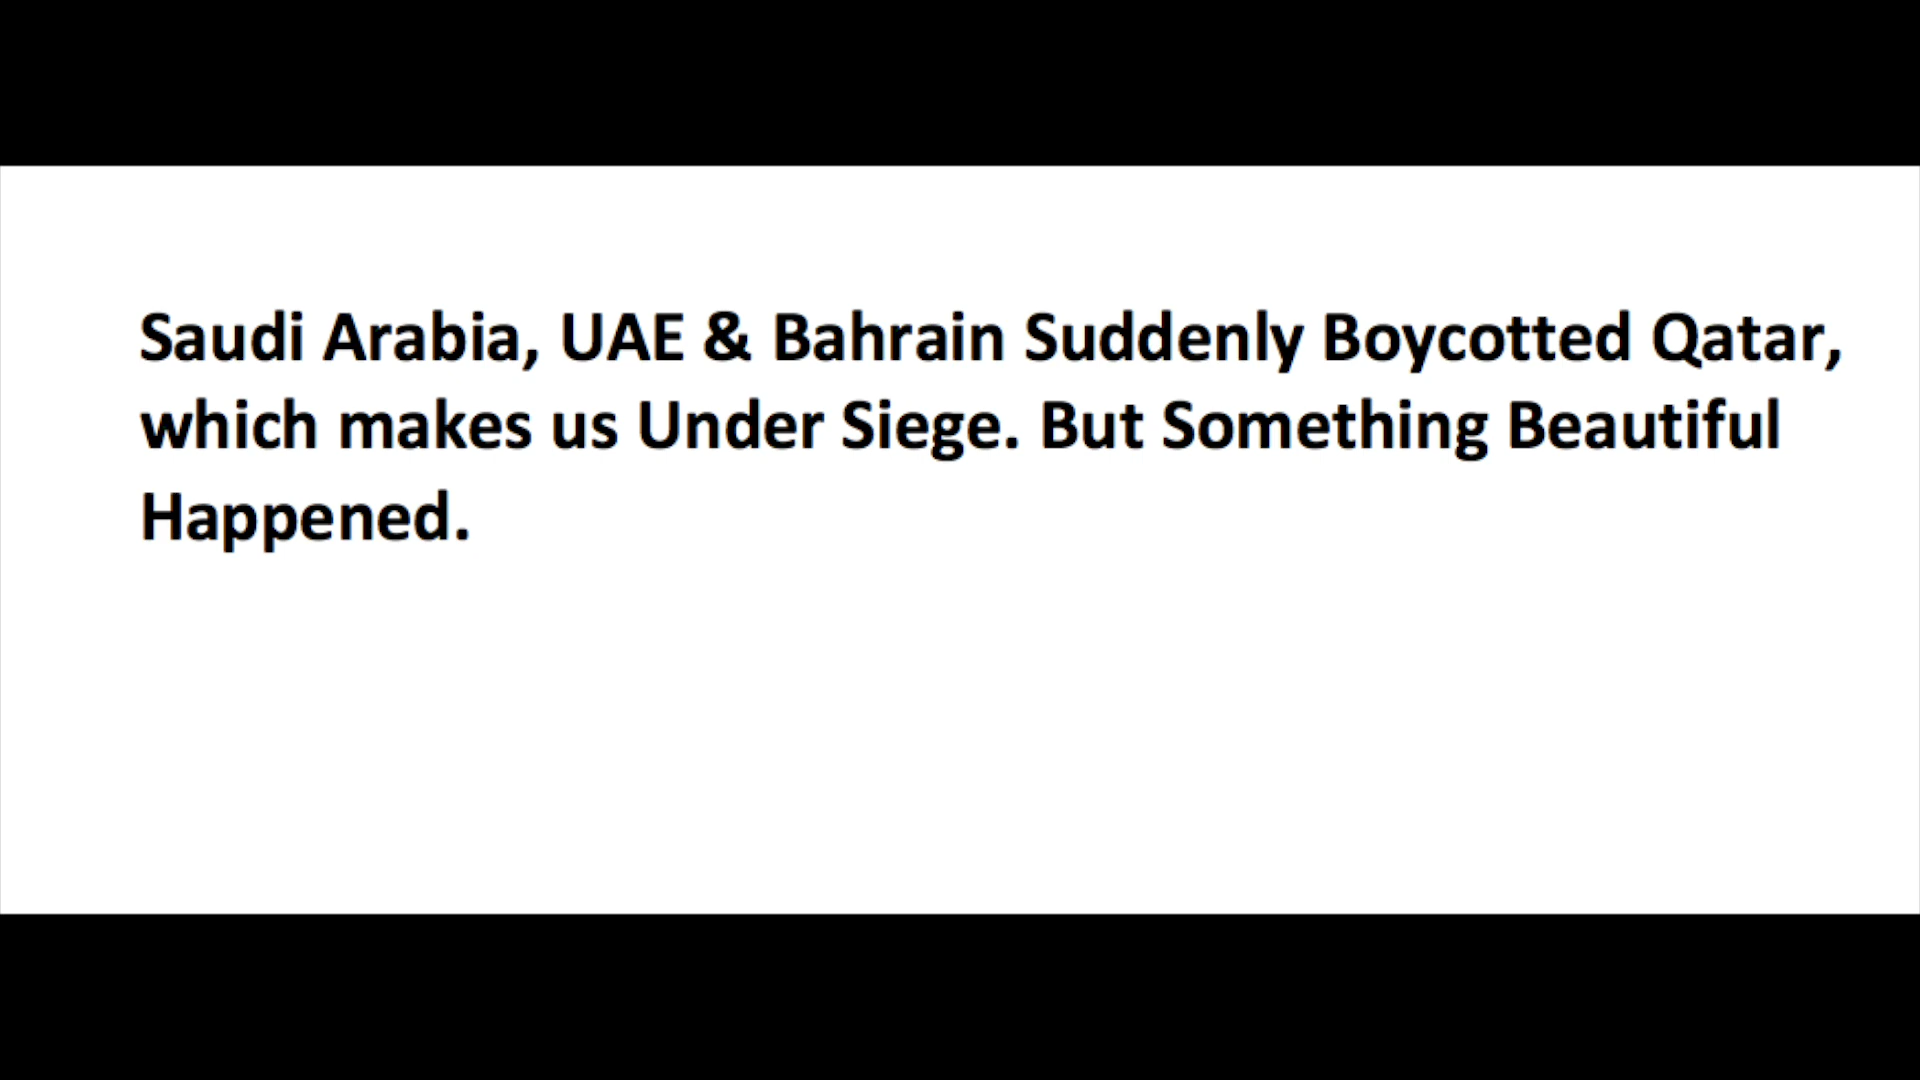 Saudi Arabia, UAE & Bahrain Suddenly Boycotted Qatar,
which makes us Under Siege. But Something Beautiful
Happened.